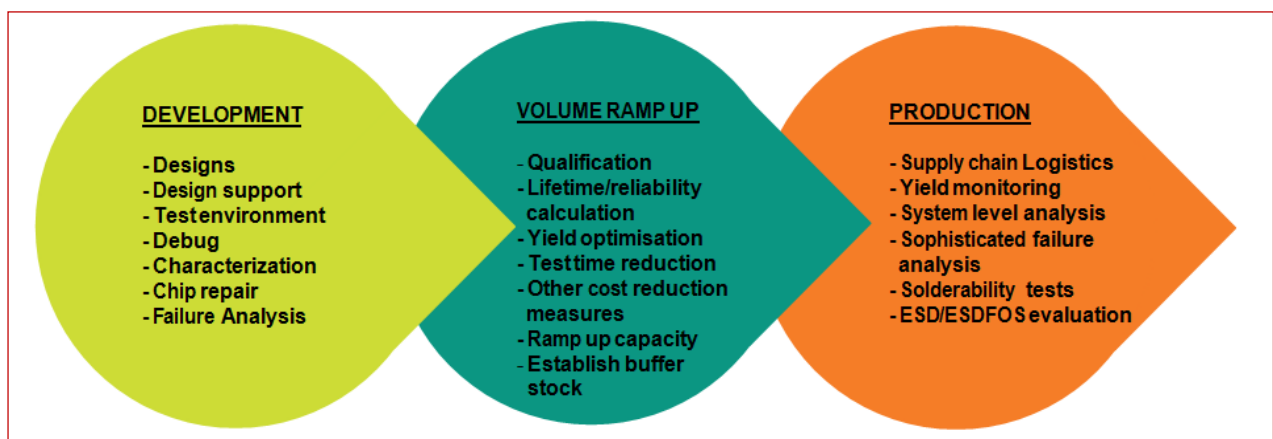 DEVELOPMENT
- Designs
- Design support
- Test environment
- Debug
- Characterization
- Chip repair
- Failure Analysis
VOLUME RAMP UP
- Qualification
- Lifetime/reliability
calculation
- Yield optimisation
- Test time reduction
- Other cost reduction
measures
- Ramp up capacity
- Establish buffer
stock
PRODUCTION
- Supply chain Logistics
- Yield monitoring
- System level analysis
- Sophisticated failure
analysis
- Solderability tests
- ESD/ESDFOS evaluation